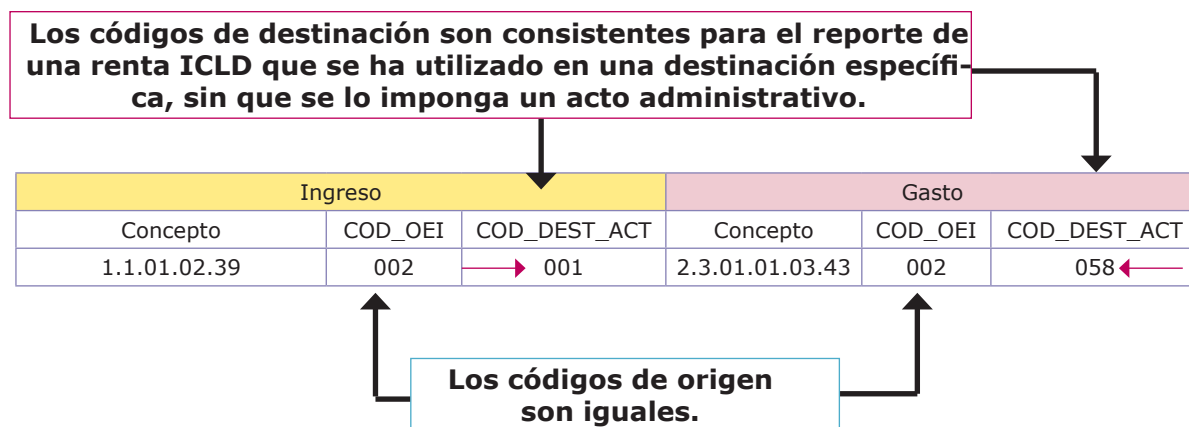 Los códigos de destinación son consistentes para el reporte de
una renta ICLD que se ha utilizado en una destinación específi-
ca, sin que se lo imponga un acto administrativo.
Ingreso Gasto
Concepto COD_OEI COD_DEST_ACT Concepto COD_OEI COD_DEST_ACT
1.1.01.02.39 002 001 2.3.01.01.03.43 002 058
Los códigos de origen
son iguales.